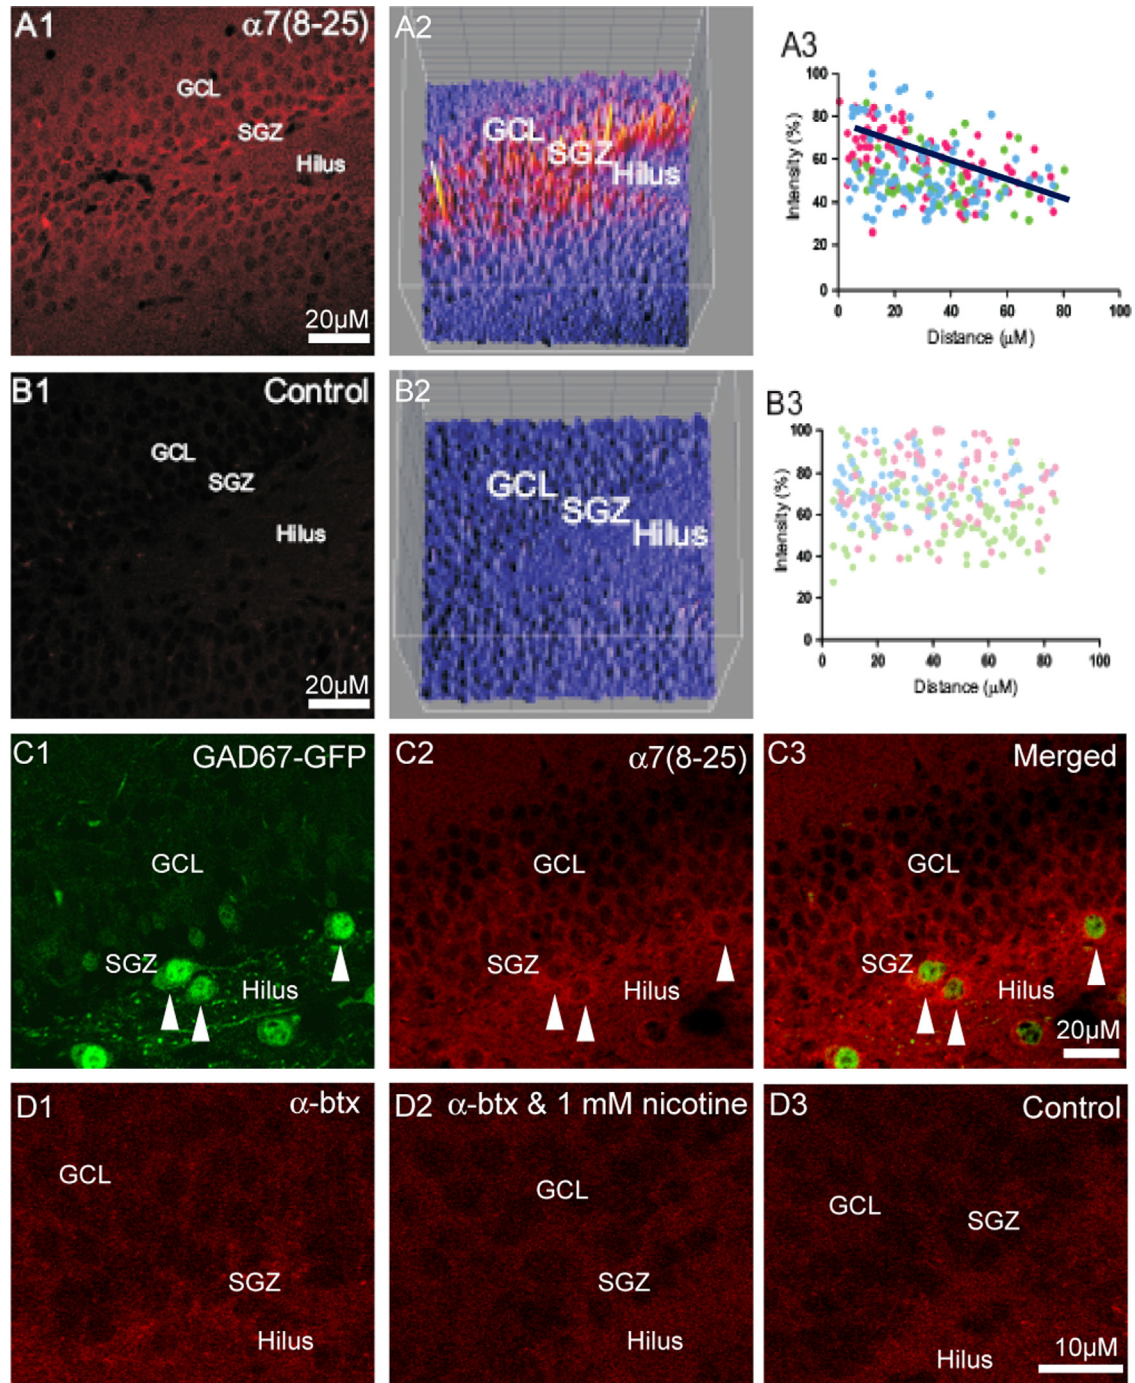 A1
α7(8-25)
GCL
SGZ
Hilus
20μM
A2
GCL
SGZ
Hilus
A3
Intensity (%)
100
80
60
40
20
0
0 20 40 60 80 100
Distance (μM)
B1
Control
GCL
SGZ
Hilus
20μM
B2
GCL
SGZ
Hilus
B3
Intensity (%)
100
80
60
40
20
0
0 20 40 60 80 100
Distance (μM)
C1
GAD67-GFP
GCL
SGZ
Hilus
C2
α7(8-25)
GCL
SGZ
Hilus
C3
Merged
GCL
SGZ
Hilus
20μM
D1
α-btx
GCL
SGZ
Hilus
D2
α-btx & 1 mM nicotine
GCL
SGZ
Hilus
D3
Control
GCL
SGZ
Hilus
10μM